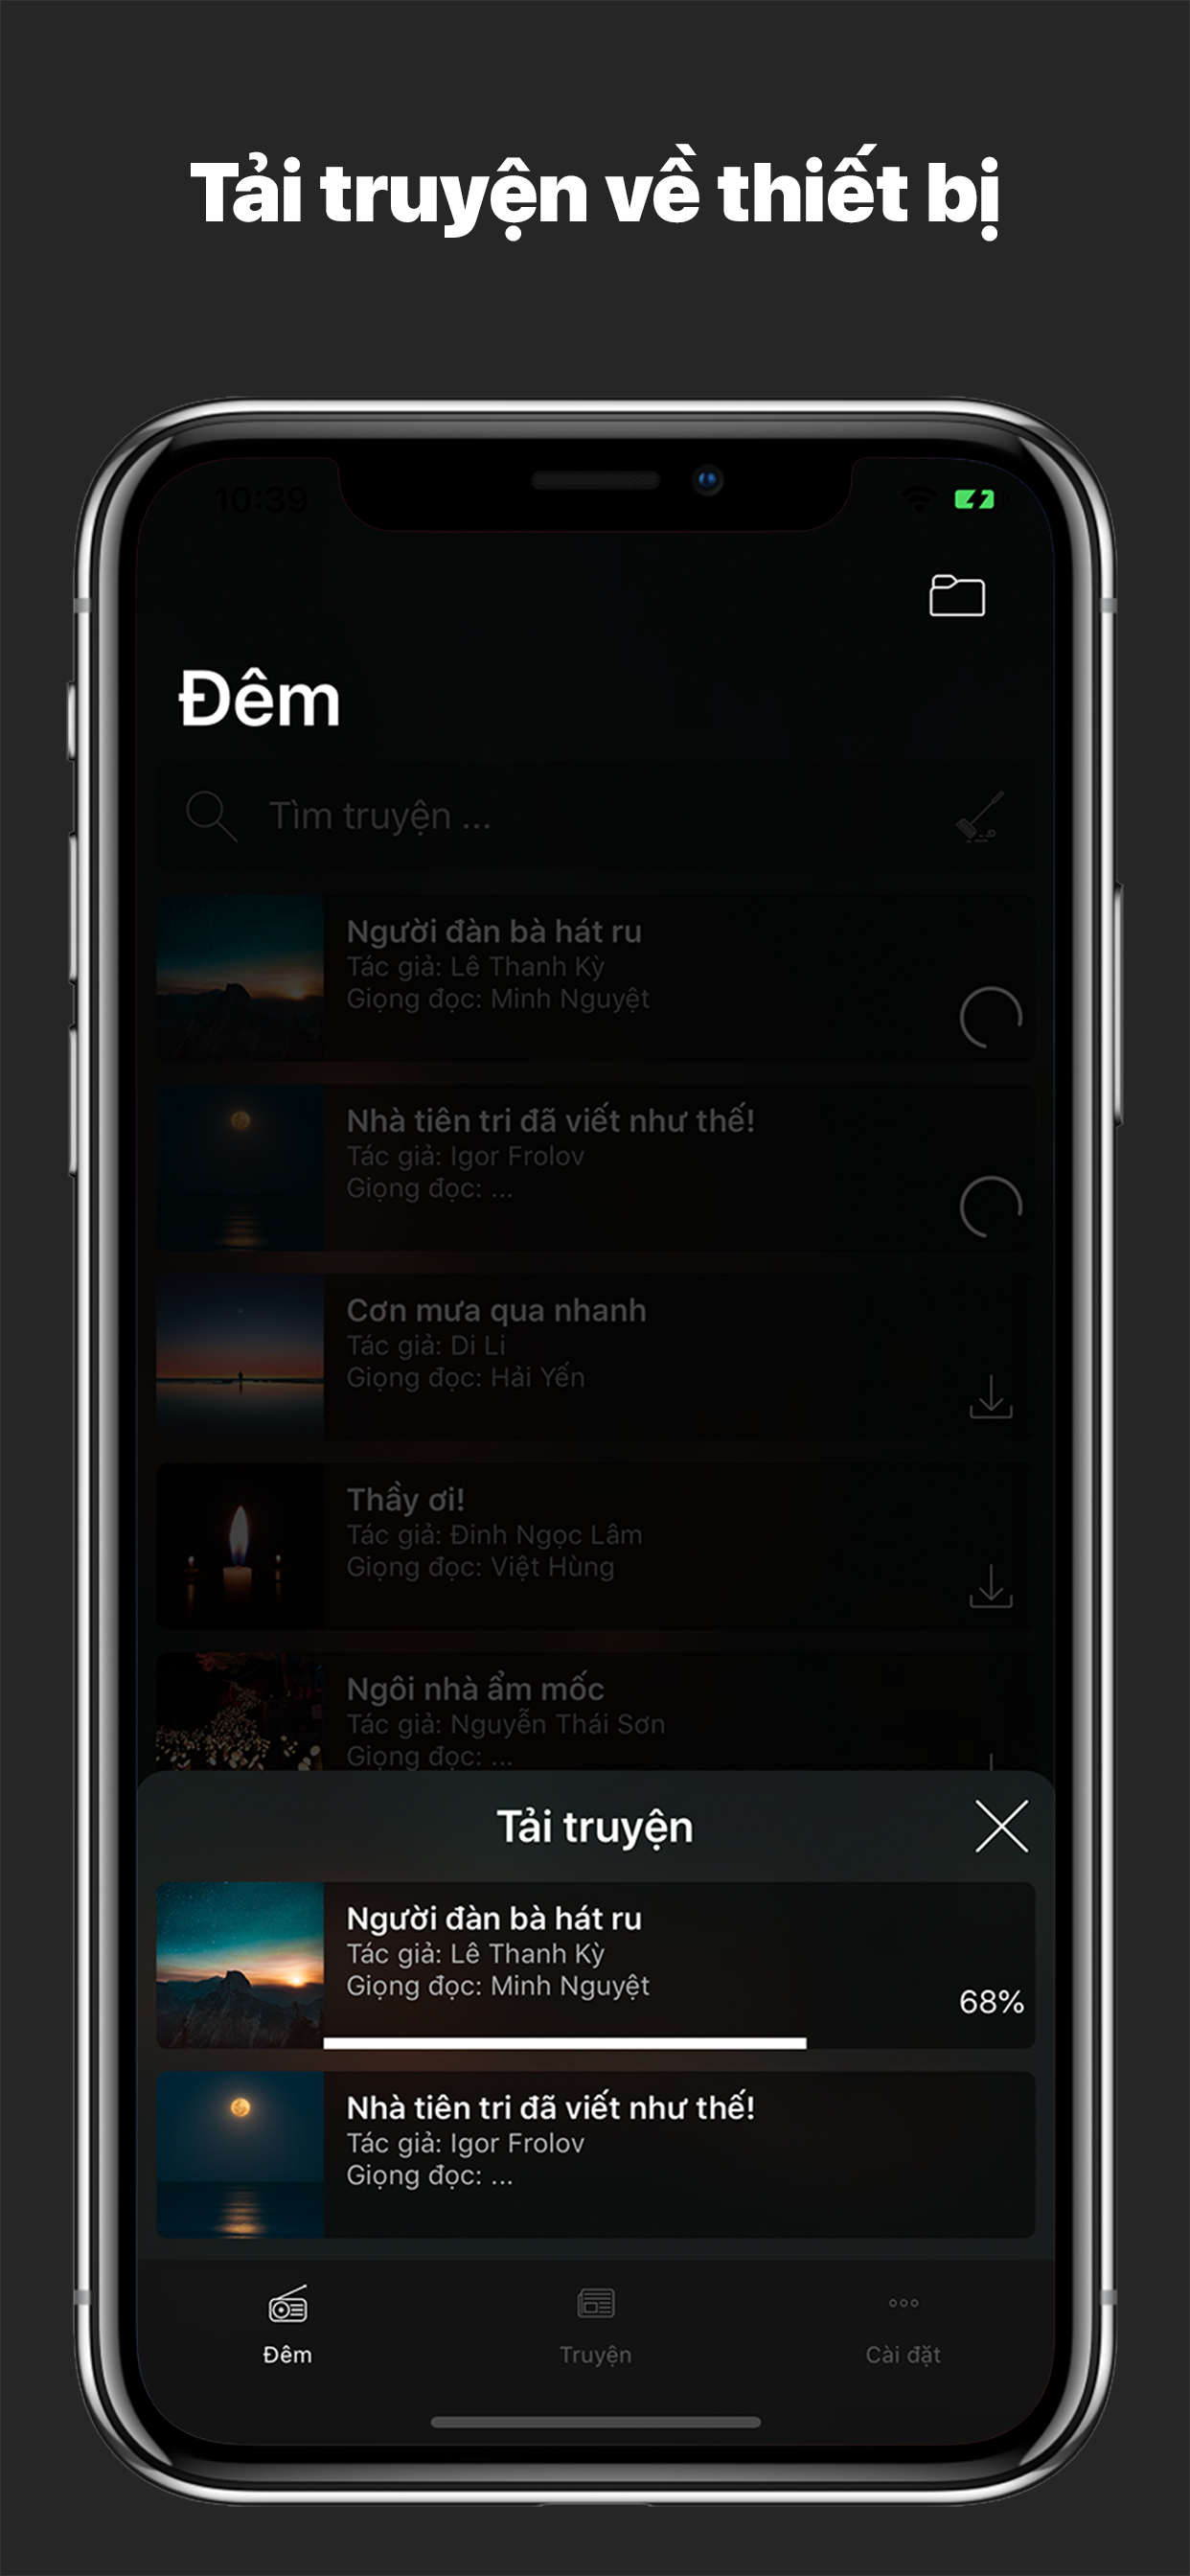 Tải truyện về thiết bị
10:39
Đêm
Tìm truyện ...
Người đàn bà hát ru
Tác giả: Lê Thanh Kỳ
Giọng đọc: Minh Nguyệt
Nhà tiên tri đã viết như thế!
Tác giả: Igor Frolov
Giọng đọc: ...
Cơn mưa qua nhanh
Tác giả: Di Li
Giọng đọc: Hải Yến
Thầy ơi!
Tác giả: Đinh Ngọc Lâm
Giọng đọc: Việt Hùng
Ngôi nhà ẩm mốc
Tác giả: Nguyễn Thái Sơn
Giọng đọc: ...
Tải truyện
Người đàn bà hát ru
Tác giả: Lê Thanh Kỳ
Giọng đọc: Minh Nguyệt
68%
Nhà tiên tri đã viết như thế!
Tác giả: Igor Frolov
Giọng đọc: ...
Đêm
Truyện
Cài đặt